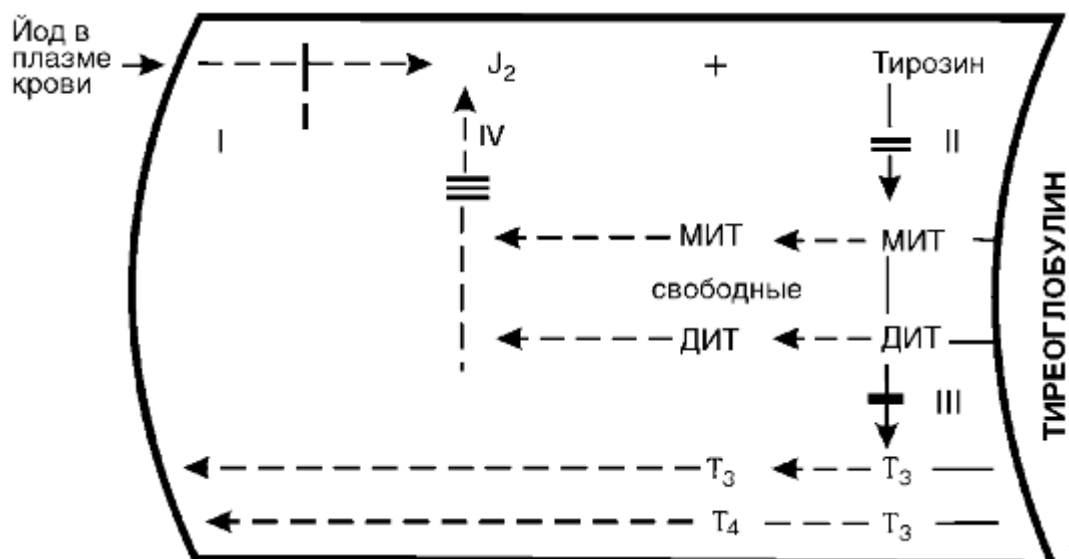 Йод в
плазме
крови
J2 + Тирозин
I IV II
МИТ МИТ
свободные
ДИТ ДИТ
III
T3 T3
T4 T3
ТИРЕОГЛОБУЛИН